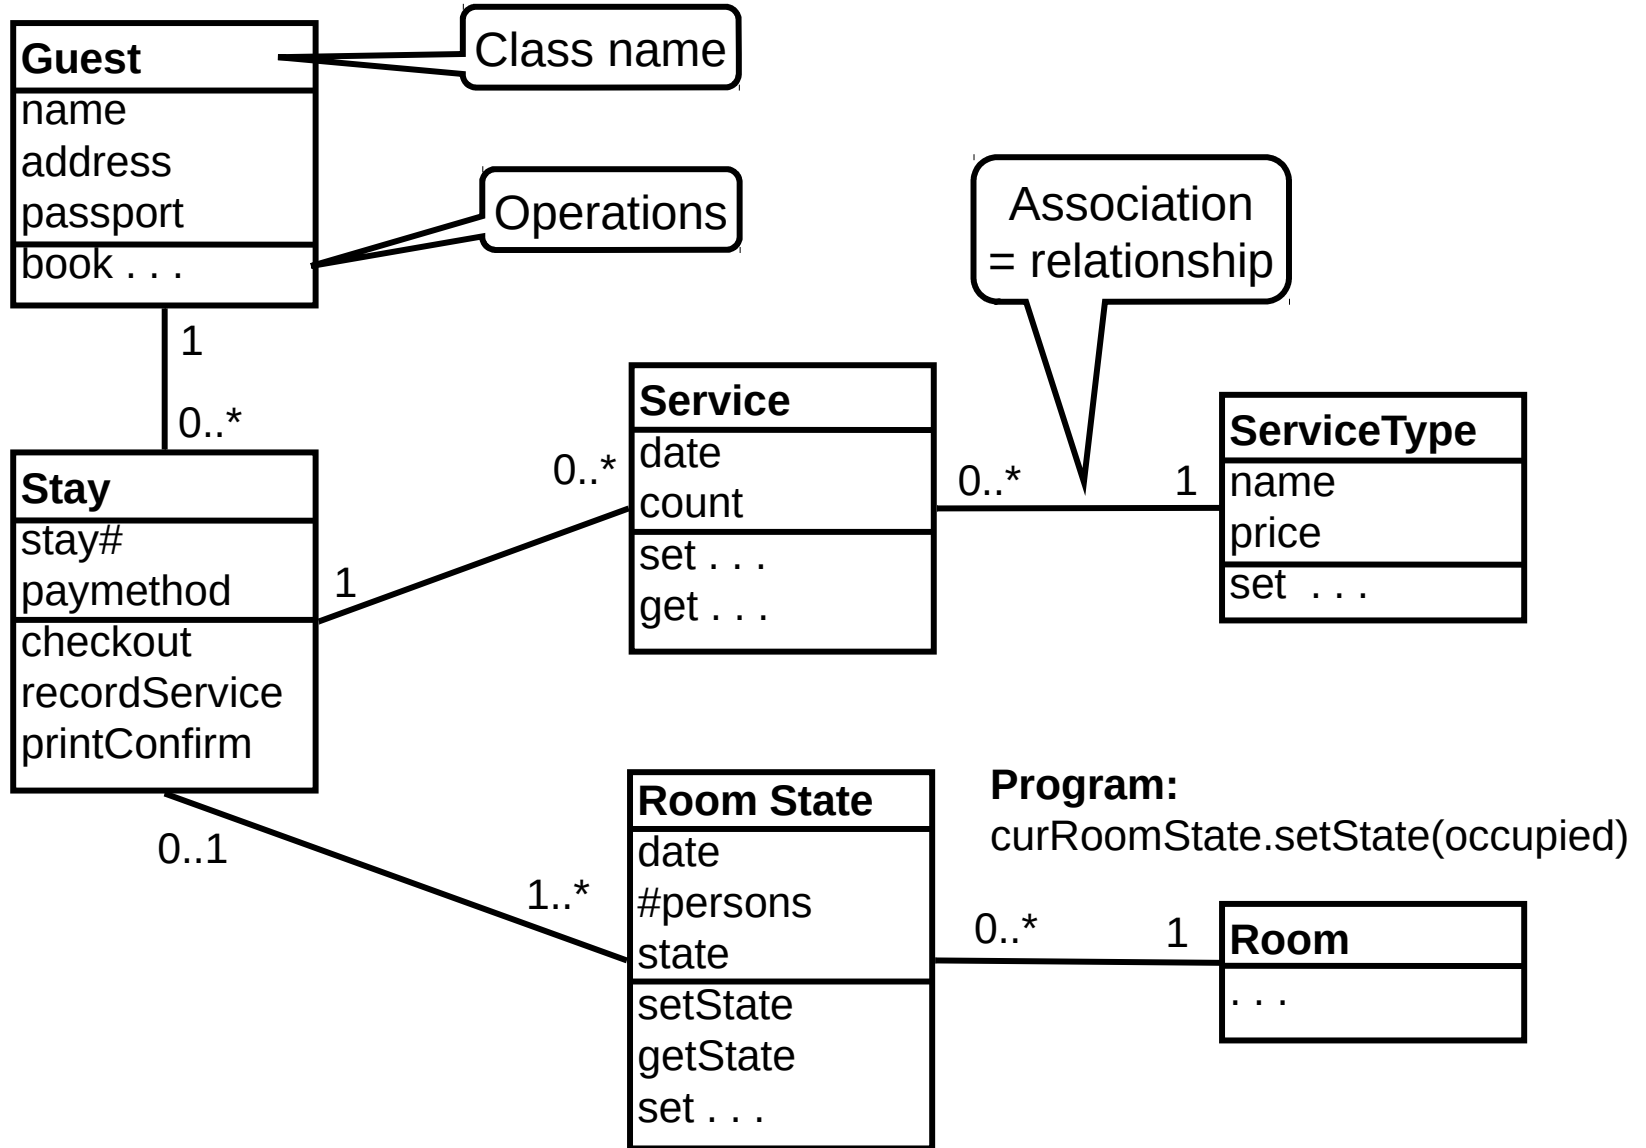 Guest
name
address
passport
book . . .
Class name
Operations
Association
= relationship
1
0..*
Stay
stay#
paymethod
checkout
recordService
printConfirm
1
0..*
Service
date
count
set . . .
get . . .
0..*
1
ServiceType
name
price
set . . .
0..1
1..*
Room State
date
#persons
state
setState
getState
set . . .
Program:
curRoomState.setState(occupied)
0..*
1
Room
. . .